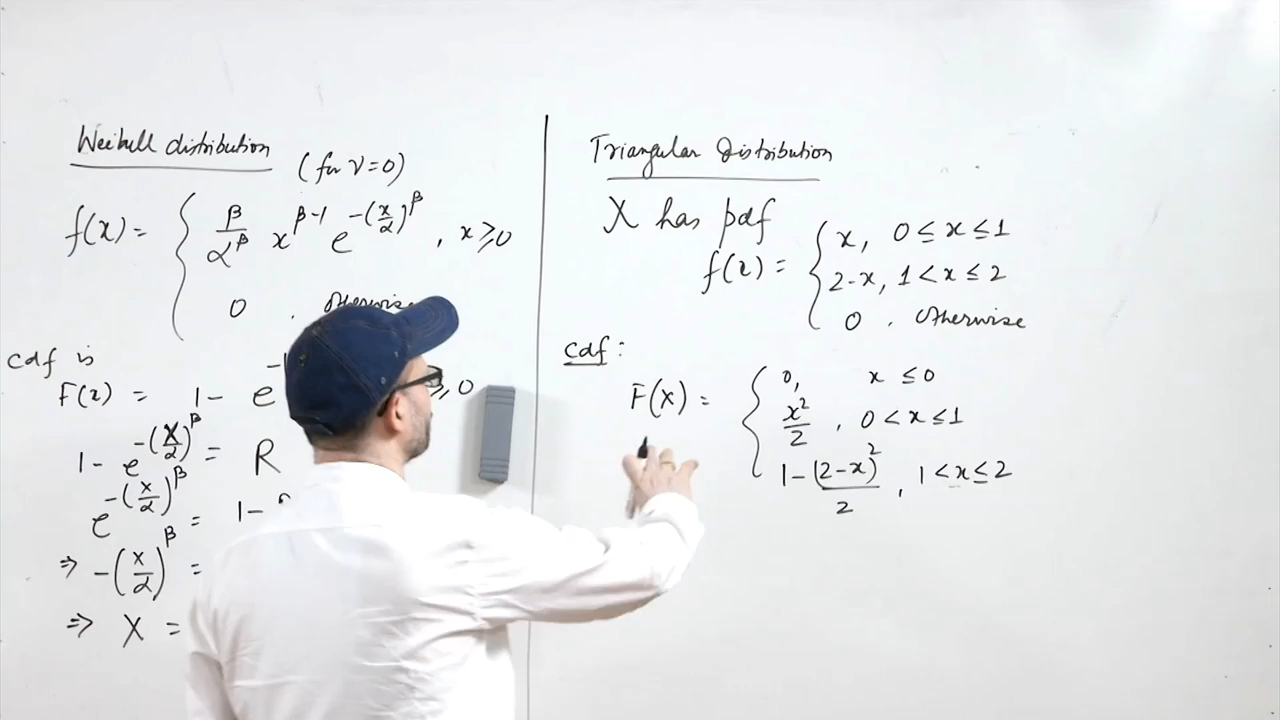 Weibull distribution
(for ν=0)
f(x) = { β/α^β x^(β-1) e^(-(x/α)^β) , x ≥ 0
0 , otherwise
cdf is
F(x) = 1 - e^- ≥ 0
1 - e^(-(X/α)^β) = R
e^(-(X/α)^β) = 1 -
⇒ -(X/α)^β =
⇒ X =
Triangular Distribution
X has pdf
f(x) = { x, 0 ≤ x ≤ 1
2-x, 1 < x ≤ 2
0 , otherwise
cdf :
F(X) = { 0, x ≤ 0
x²/2 , 0 < x ≤ 1
1 - (2-x)²/2 , 1 < x ≤ 2